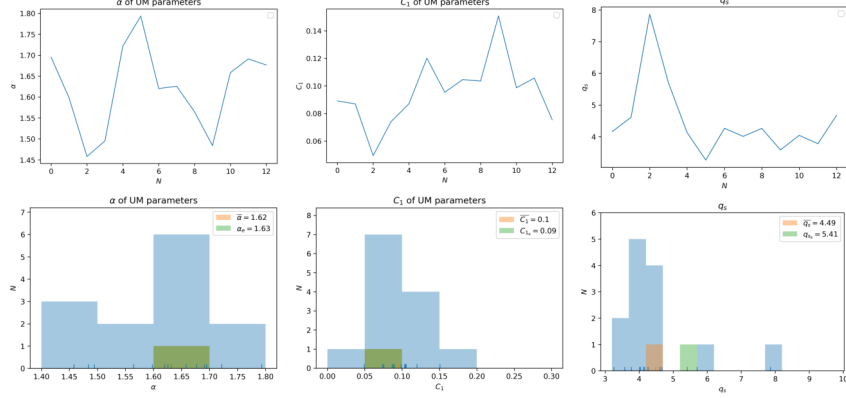 α of UM parameters
C₁ of UM parameters
qₛ
1.80
1.75
1.70
1.65
1.60
1.55
1.50
1.45
α
0 2 4 6 8 10 12
N
0.14
0.12
0.10
0.08
0.06
C₁
0 2 4 6 8 10 12
N
8
7
6
5
4
qₛ
0 2 4 6 8 10 12
N
α of UM parameters
7
6
5
4
3
2
1
0
N
ᾱ = 1.62
αₑ = 1.63
1.40 1.45 1.50 1.55 1.60 1.65 1.70 1.75 1.80
α
C₁ of UM parameters
8
7
6
5
4
3
2
1
0
N
C̅₁ = 0.1
C₁ₑ = 0.09
0.00 0.05 0.10 0.15 0.20 0.25 0.30
C₁
qₛ
6
5
4
3
2
1
0
N
q̅ₛ = 4.49
qₛₑ = 5.41
3 4 5 6 7 8 9 10
qₛ